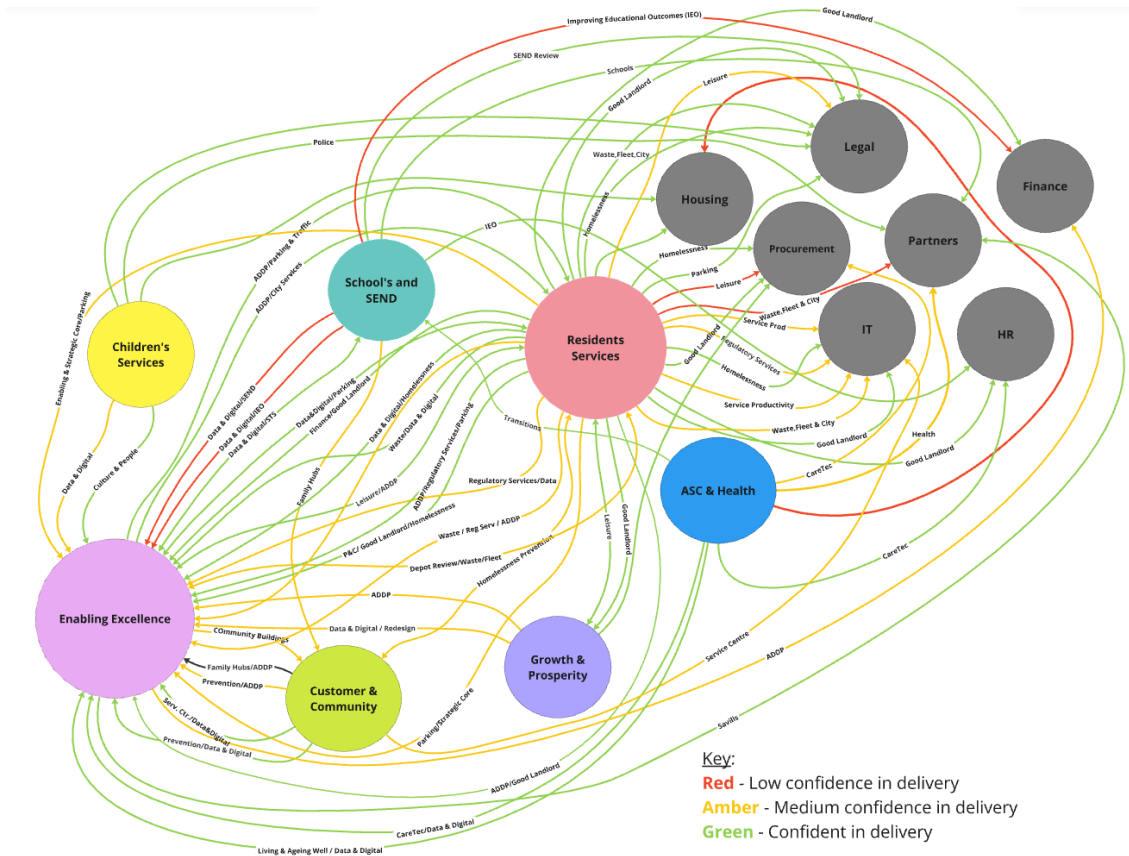 Improving Educational Outcomes (IEO)
Good Landlord
SEND Review
Schools
Leisure
Good Landlord
Police
Waste,Fleet,City
Legal
Finance
Housing
Homelessness
Partners
Procurement
IEO
Homelessness
ADDP/Parking & Traffic
ADDP/City Services
School's and
SEND
Parking
Leisure
Waste,Fleet & City
Service Prod
IT
HR
Enabling & Strategic Core/Parking
Children's
Services
Residents
Services
Good Landlord
Regulatory Services
Homelessness
Data & Digital/SEND
Data & Digital/IEO
Data & Digital/STS
Data&Digital/Parking
Finance/Good Landlord
Data & Digital/Homelessness
Waste/Data & Digital
ADDP/Regulatory Services/Parking
Transitions
Service Productivity
Waste,Fleet & City
Good Landlord
Health
Good Landlord
CareTec
Data & Digital
Culture & People
Family Hubs
Leisure/ADDP
Regulatory Services/Data
ASC & Health
P&C/ Good Landlord/Homelessness
Waste / Reg Serv / ADDP
Leisure
Good Landlord
Depot Review/Waste/Fleet
Homelessness Prevention
CareTec
Enabling Excellence
ADDP
COmmunity Buildings
Data & Digital / Redesign
Family Hubs/ADDP
Prevention/ADDP
Customer &
Community
Growth &
Prosperity
Service Centre
ADDP
Serv. Ctr./Data&Digital
Prevention/Data & Digital
Parking/Strategic Core
Savills
ADDP/Good Landlord
CareTec/Data & Digital
Living & Ageing Well / Data & Digital
Key:
Red - Low confidence in delivery
Amber - Medium confidence in delivery
Green - Confident in delivery